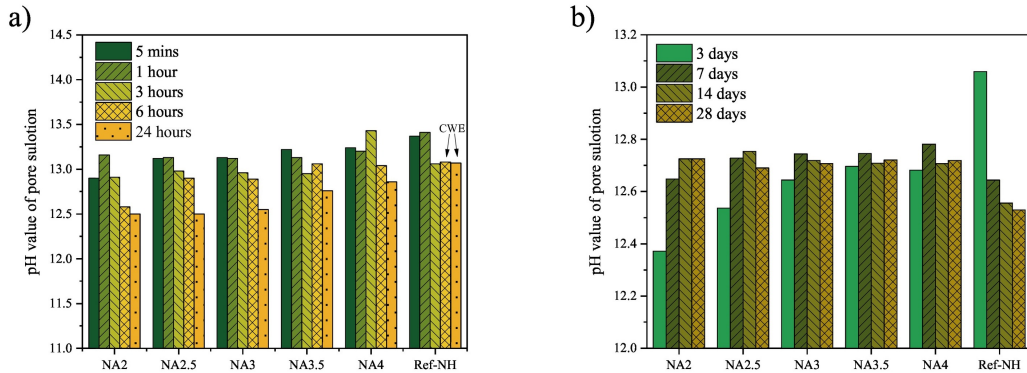 a)
14.5
14.0
13.5
13.0
12.5
12.0
11.5
11.0
pH value of pore sulotion
5 mins
1 hour
3 hours
6 hours
24 hours
CWE
NA2 NA2.5 NA3 NA3.5 NA4 Ref-NH
b)
13.2
13.0
12.8
12.6
12.4
12.2
12.0
pH value of pore sulotion
3 days
7 days
14 days
28 days
NA2 NA2.5 NA3 NA3.5 NA4 Ref-NH